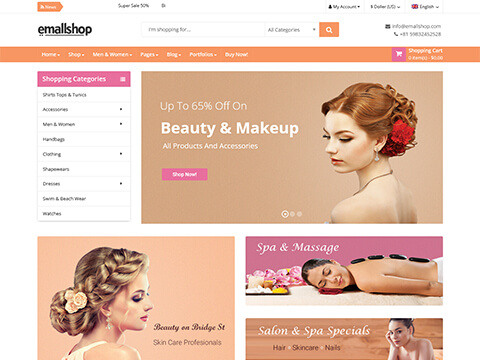 News
Super Sale 50%
My Account
$ Dollar (US)
English
emallshop
I'm shopping for...
All Categories
info@emallshop.com
+91 59832452528
Home
Shop
Men & Women
Pages
Blog
Portfolios
Buy Now!
Shopping Cart
0 Item(s) - $0.00
Shopping Categories
Shirts Tops & Tunics
Accessories
Men & Women
Handbags
Clothing
Shapewears
Dresses
Swim & Beach Wear
Watches
Up To 65% Off On
Beauty & Makeup
All Products And Accessories
Shop Now!
Beauty on Bridge St
Skin Care Profesionals
Spa & Massage
Salon & Spa Specials
Hair • Skincare • Nails